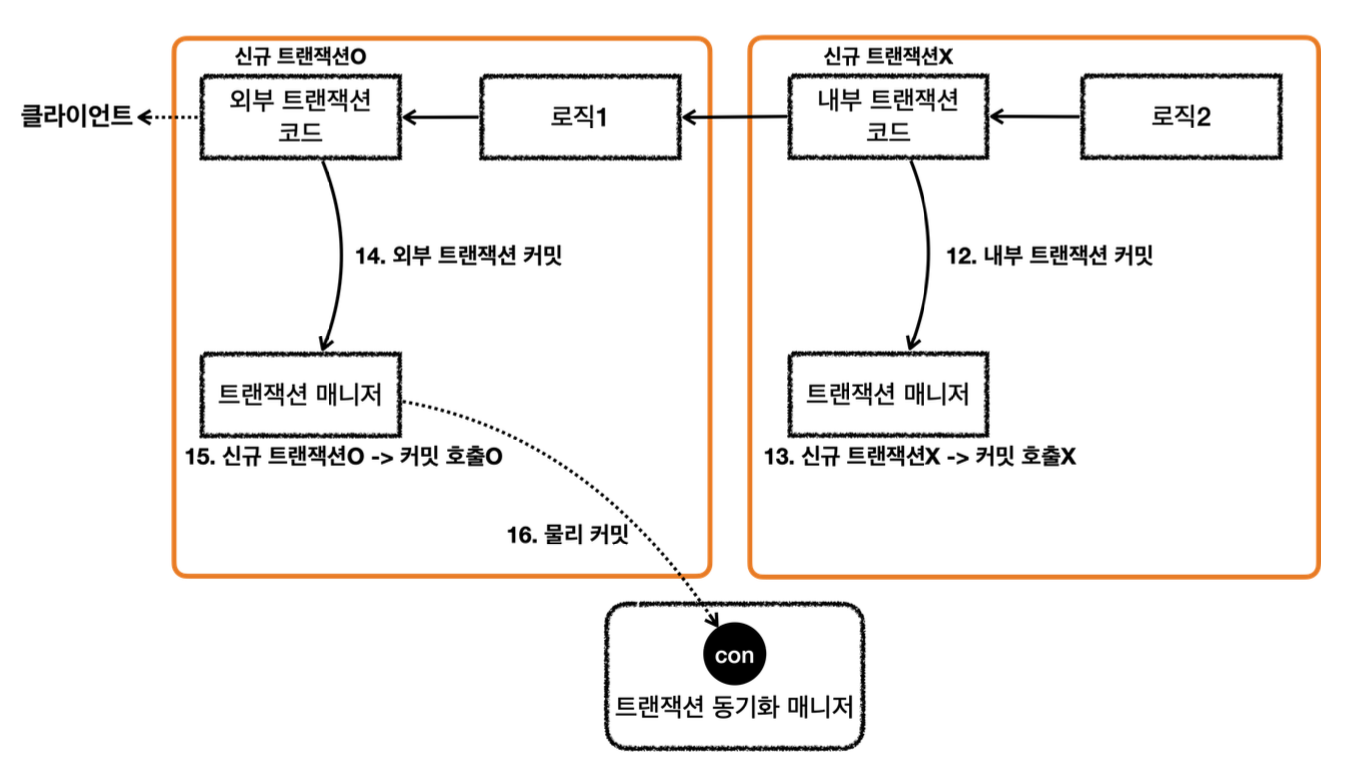 신규 트랜잭션O
신규 트랜잭션X
클라이언트
외부 트랜잭션
코드
로직1
내부 트랜잭션
코드
로직2
14. 외부 트랜잭션 커밋
12. 내부 트랜잭션 커밋
트랜잭션 매니저
트랜잭션 매니저
15. 신규 트랜잭션O -> 커밋 호출O
13. 신규 트랜잭션X -> 커밋 호출X
16. 물리 커밋
con
트랜잭션 동기화 매니저